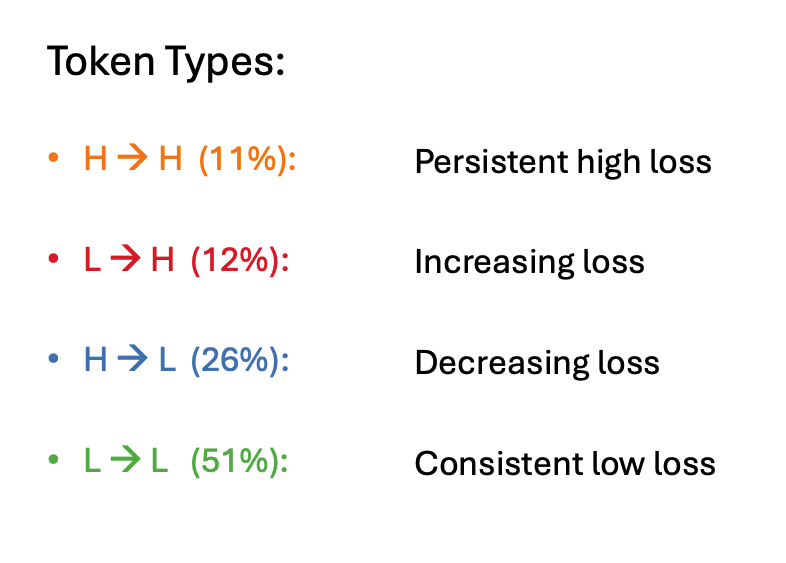 Token Types:
• H → H (11%): Persistent high loss
• L → H (12%): Increasing loss
• H → L (26%): Decreasing loss
• L → L (51%): Consistent low loss